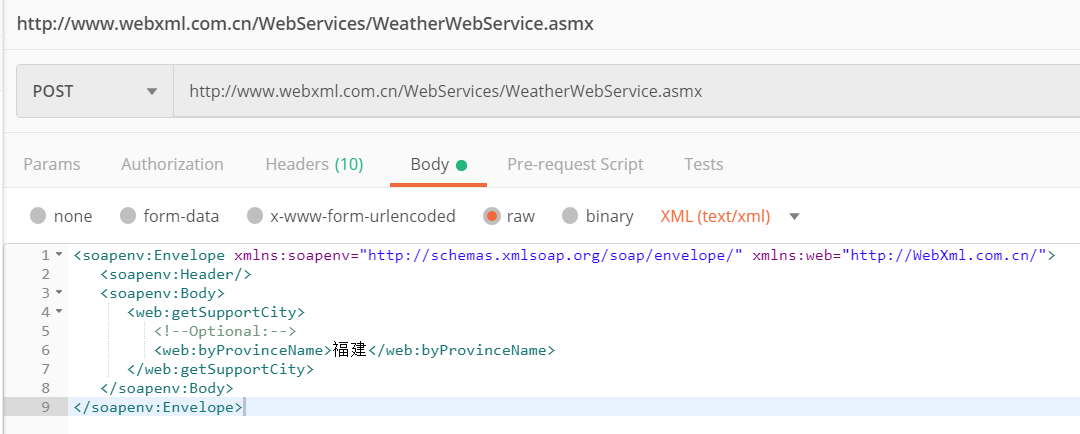 http://www.webxml.com.cn/WebServices/WeatherWebService.asmx
POST http://www.webxml.com.cn/WebServices/WeatherWebService.asmx
Params Authorization Headers (10) Body Pre-request Script Tests
none form-data x-www-form-urlencoded raw binary XML (text/xml)
1 <soapenv:Envelope xmlns:soapenv="http://schemas.xmlsoap.org/soap/envelope/" xmlns:web="http://WebXml.com.cn/">
2 <soapenv:Header/>
3 <soapenv:Body>
4 <web:getSupportCity>
5 <!--Optional:-->
6 <web:byProvinceName>福建</web:byProvinceName>
7 </web:getSupportCity>
8 </soapenv:Body>
9 </soapenv:Envelope>